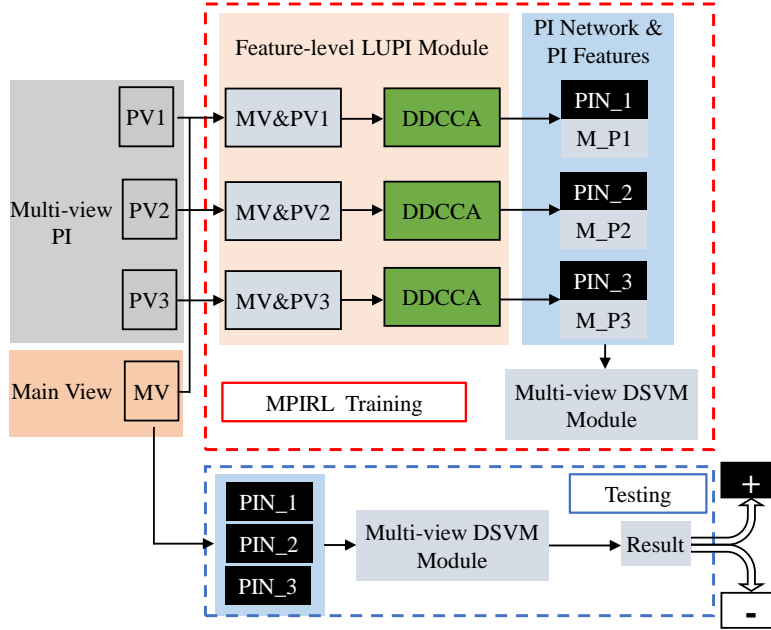 Feature-level LUPI Module
PI Network &
PI Features
PV1
MV&PV1
DDCCA
PIN_1
M_P1
Multi-view
PI
PV2
MV&PV2
DDCCA
PIN_2
M_P2
PV3
MV&PV3
DDCCA
PIN_3
M_P3
Main View
MV
MPIRL Training
Multi-view DSVM
Module
Testing
PIN_1
PIN_2
PIN_3
Multi-view DSVM
Module
Result
+
-